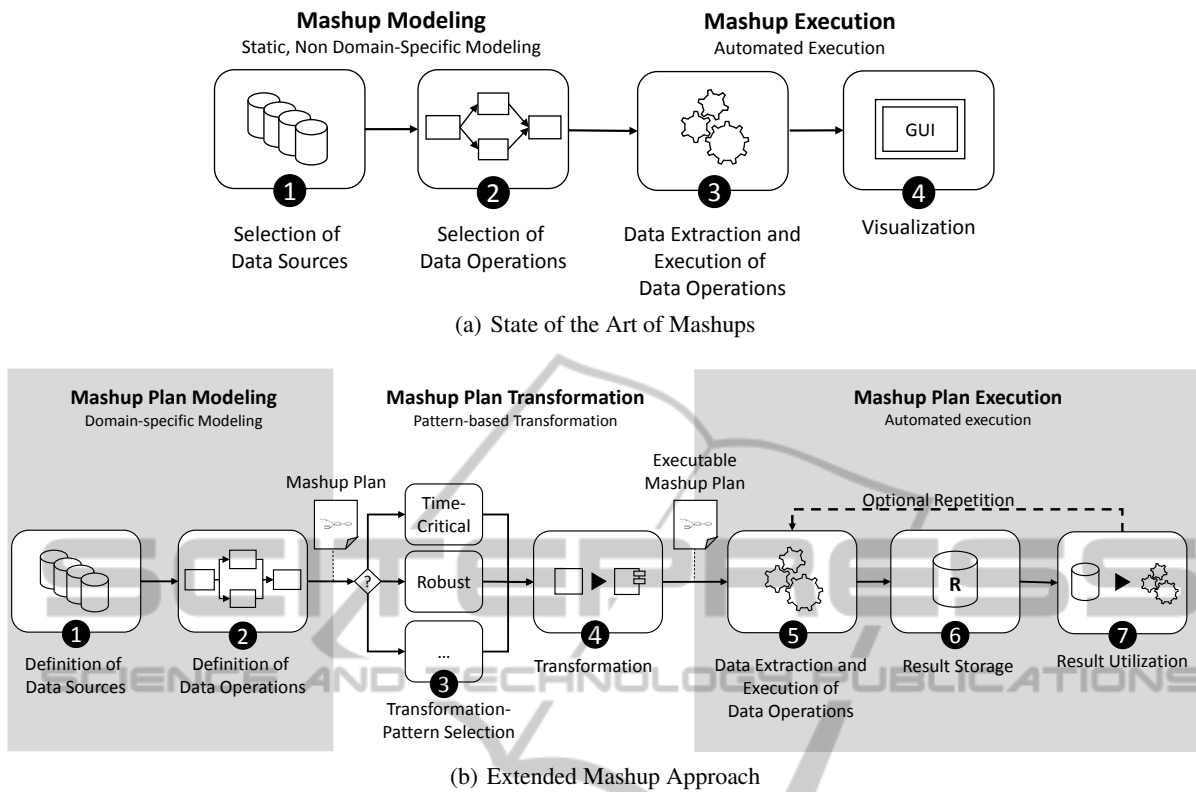 Mashup Modeling
Static, Non Domain-Specific Modeling
Mashup Execution
Automated Execution
GUI
1
2
3
4
Selection of
Data Sources
Selection of
Data Operations
Data Extraction and
Execution of
Data Operations
Visualization
(a) State of the Art of Mashups
Mashup Plan Modeling
Domain-specific Modeling
Mashup Plan Transformation
Pattern-based Transformation
Mashup Plan Execution
Automated execution
Mashup Plan
Executable
Mashup Plan
Optional Repetition
Time-
Critical
?
Robust
...
R
1
2
3
4
5
6
7
Definition of
Data Sources
Definition of
Data Operations
Transformation-
Pattern Selection
Transformation
Data Extraction and
Execution of
Data Operations
Result Storage
Result Utilization
SCITEPRESS
SCIENCE AND TECHNOLOGY PUBLICATIONS
(b) Extended Mashup Approach